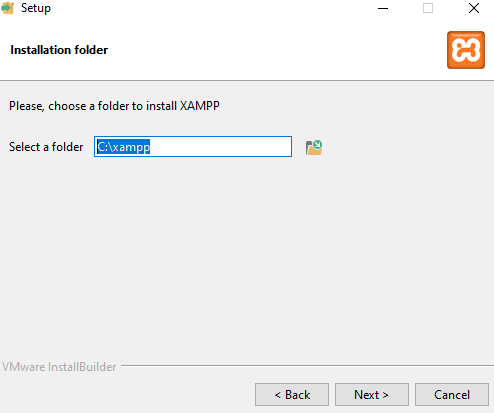 Setup
Installation folder
Please, choose a folder to install XAMPP
Select a folder C:\xampp
VMware InstallBuilder
< Back Next > Cancel